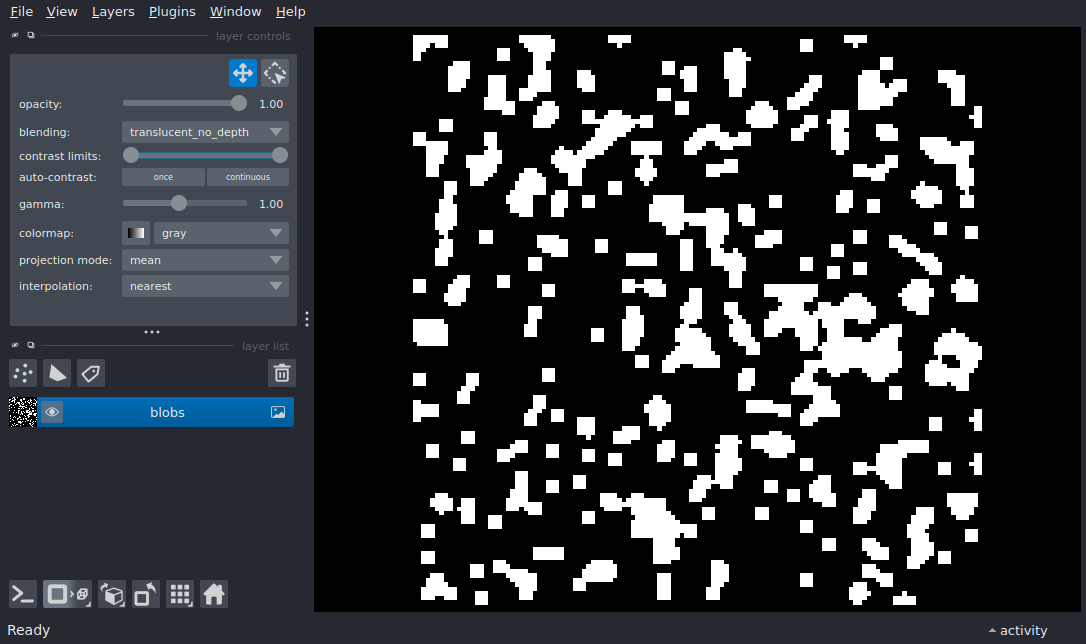 File View Layers Plugins Window Help
layer controls
opacity: 1.00
blending: translucent_no_depth
contrast limits:
auto-contrast: once continuous
gamma: 1.00
colormap: gray
projection mode: mean
interpolation: nearest
layer list
blobs
Ready activity